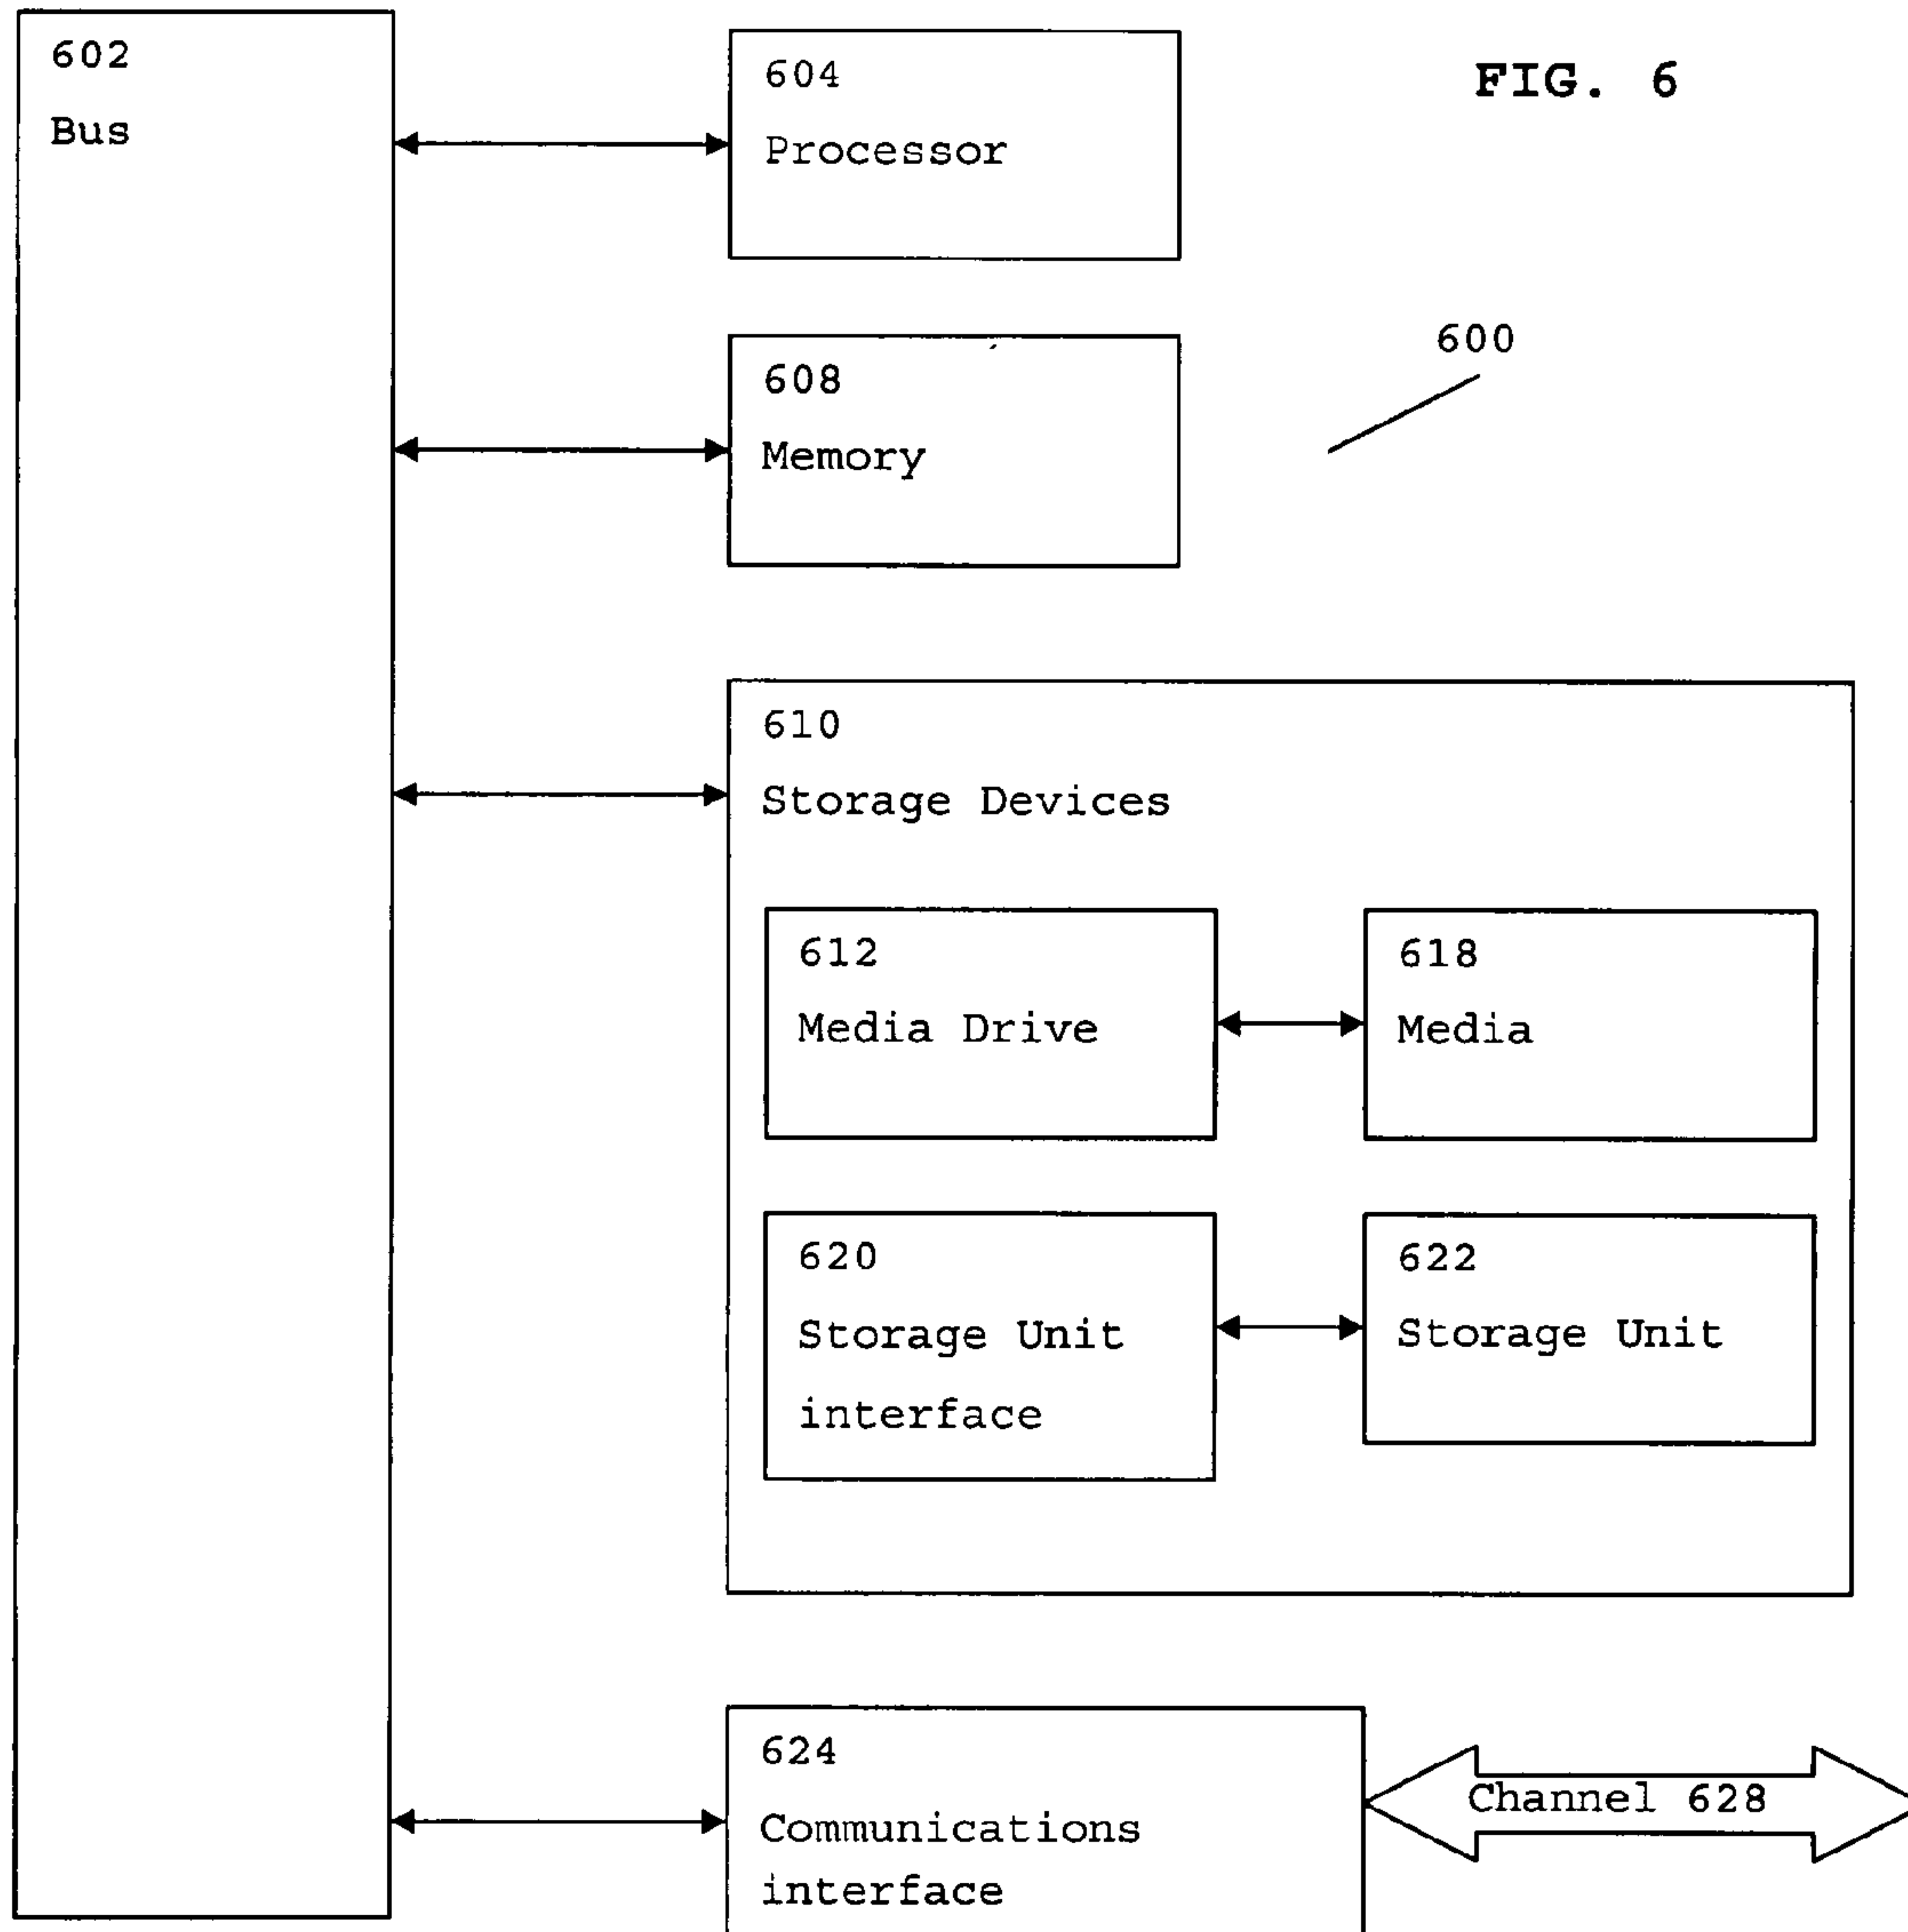 602
Bus
604
Processor
FIG. 6
608
Memory
600
610
Storage Devices
612
Media Drive
618
Media
620
Storage Unit
interface
622
Storage Unit
624
Communications
interface
Channel 628